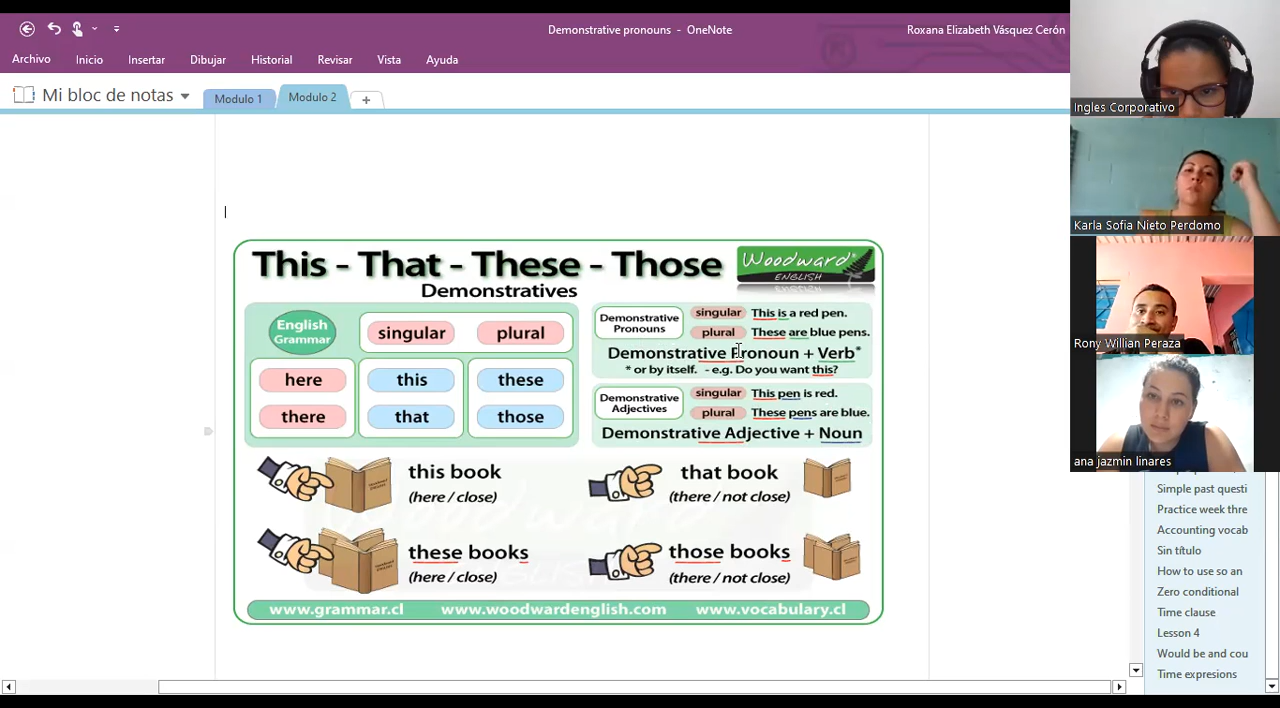 Demonstrative pronouns - OneNote
Roxana Elizabeth Vásquez Cerón
Archivo
Inicio
Insertar
Dibujar
Historial
Revisar
Vista
Ayuda
Mi bloc de notas
Modulo 1
Modulo 2
This - That - These - Those
Demonstratives
Woodward
ENGLISH
English
Grammar
singular
plural
here
this
these
there
that
those
Demonstrative
Pronouns
singular
This is a red pen.
plural
These are blue pens.
Demonstrative Pronoun + Verb*
* or by itself. - e.g. Do you want this?
Demonstrative
Adjectives
singular
This pen is red.
plural
These pens are blue.
Demonstrative Adjective + Noun
this book
(here / close)
that book
(there / not close)
these books
(here / close)
those books
(there / not close)
www.grammar.cl
www.woodwardenglish.com
www.vocabulary.cl
Ingles Corporativo
Karla Sofia Nieto Perdomo
Rony Willian Peraza
ana jazmin linares
Simple past questi
Practice week thre
Accounting vocab
Sin título
How to use so an
Zero conditional
Time clause
Lesson 4
Would be and cou
Time expresions